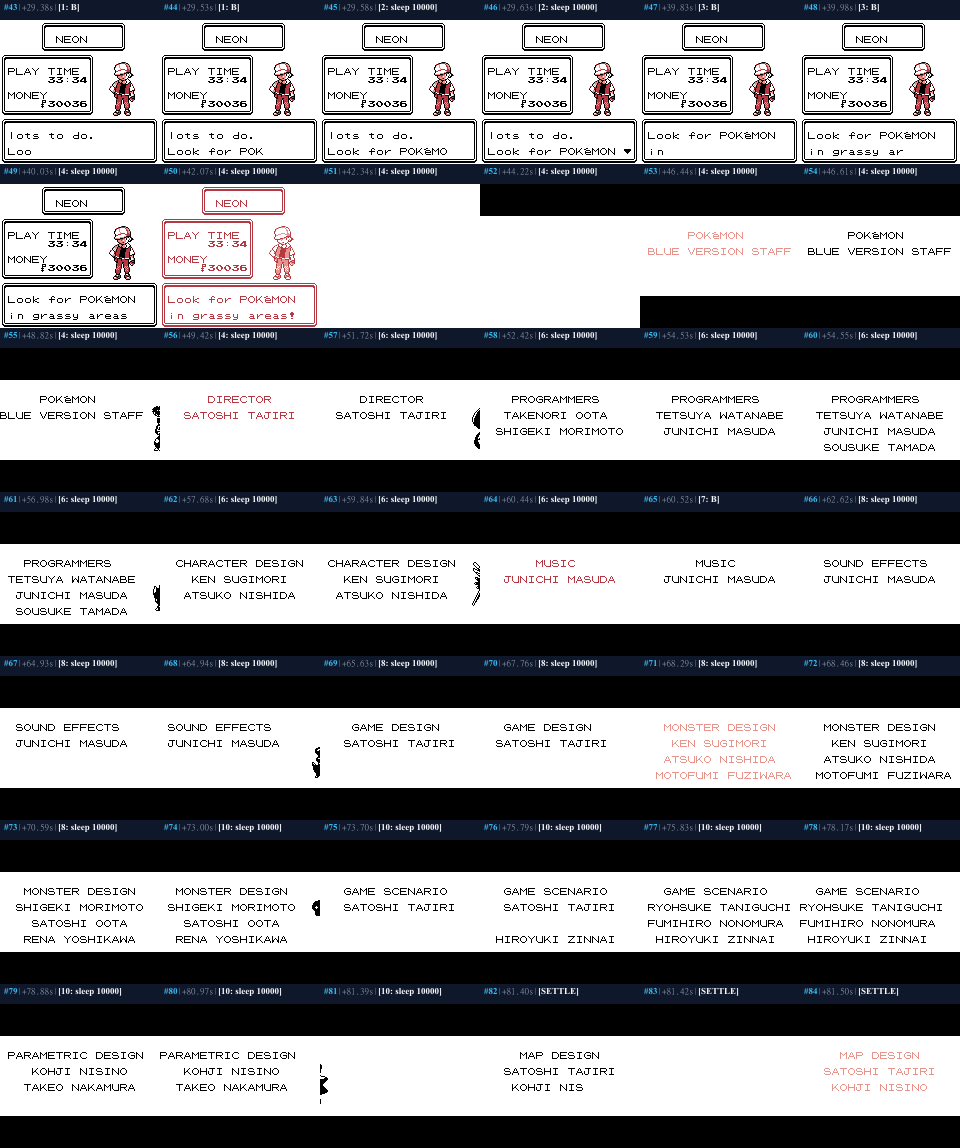 #43|+29.38s|[1: B] #44|+29.53s|[1: B] #45|+29.58s|[2: sleep 10000] #46|+29.63s|[2: sleep 10000] #47|+39.83s|[3: B] #48|+39.98s|[3: B]
NEON NEON NEON NEON NEON NEON
PLAY TIME PLAY TIME PLAY TIME PLAY TIME PLAY TIME PLAY TIME
33:34 33:34 33:34 33:34 33:34 33:34
MONEY MONEY MONEY MONEY MONEY MONEY
₽30036 ₽30036 ₽30036 ₽30036 ₽30036 ₽30036
lots to do. lots to do. lots to do. lots to do. Look for POKéMON Look for POKéMON
Loo Look for POK Look for POKéMO Look for POKéMON ▼ in in grassy ar
#49|+40.03s|[4: sleep 10000] #50|+42.07s|[4: sleep 10000] #51|+42.34s|[4: sleep 10000] #52|+44.22s|[4: sleep 10000] #53|+46.44s|[4: sleep 10000] #54|+46.61s|[4: sleep 10000]
NEON NEON
PLAY TIME PLAY TIME POKéMON POKéMON
33:34 33:34 BLUE VERSION STAFF BLUE VERSION STAFF
MONEY MONEY
₽30036 ₽30036
Look for POKéMON Look for POKéMON
in grassy areas in grassy areas!
#55|+48.82s|[4: sleep 10000] #56|+49.42s|[4: sleep 10000] #57|+51.72s|[6: sleep 10000] #58|+52.42s|[6: sleep 10000] #59|+54.53s|[6: sleep 10000] #60|+54.55s|[6: sleep 10000]
POKéMON DIRECTOR DIRECTOR PROGRAMMERS PROGRAMMERS PROGRAMMERS
BLUE VERSION STAFF SATOSHI TAJIRI SATOSHI TAJIRI TAKENORI OOTA TETSUYA WATANABE TETSUYA WATANABE
SHIGEKI MORIMOTO JUNICHI MASUDA JUNICHI MASUDA
SOUSUKE TAMADA
#61|+56.98s|[6: sleep 10000] #62|+57.68s|[6: sleep 10000] #63|+59.84s|[6: sleep 10000] #64|+60.44s|[6: sleep 10000] #65|+60.52s|[7: B] #66|+62.62s|[8: sleep 10000]
PROGRAMMERS CHARACTER DESIGN CHARACTER DESIGN MUSIC MUSIC SOUND EFFECTS
TETSUYA WATANABE KEN SUGIMORI KEN SUGIMORI JUNICHI MASUDA JUNICHI MASUDA JUNICHI MASUDA
JUNICHI MASUDA ATSUKO NISHIDA ATSUKO NISHIDA
SOUSUKE TAMADA
#67|+64.93s|[8: sleep 10000] #68|+64.94s|[8: sleep 10000] #69|+65.63s|[8: sleep 10000] #70|+67.76s|[8: sleep 10000] #71|+68.29s|[8: sleep 10000] #72|+68.46s|[8: sleep 10000]
SOUND EFFECTS SOUND EFFECTS GAME DESIGN GAME DESIGN MONSTER DESIGN MONSTER DESIGN
JUNICHI MASUDA JUNICHI MASUDA SATOSHI TAJIRI SATOSHI TAJIRI KEN SUGIMORI KEN SUGIMORI
ATSUKO NISHIDA ATSUKO NISHIDA
MOTOFUMI FUZIWARA MOTOFUMI FUZIWARA
#73|+70.59s|[8: sleep 10000] #74|+73.00s|[10: sleep 10000] #75|+73.70s|[10: sleep 10000] #76|+75.79s|[10: sleep 10000] #77|+75.83s|[10: sleep 10000] #78|+78.17s|[10: sleep 10000]
MONSTER DESIGN MONSTER DESIGN GAME SCENARIO GAME SCENARIO GAME SCENARIO GAME SCENARIO
SHIGEKI MORIMOTO SHIGEKI MORIMOTO SATOSHI TAJIRI SATOSHI TAJIRI RYOHSUKE TANIGUCHI RYOHSUKE TANIGUCHI
SATOSHI OOTA SATOSHI OOTA FUMIHIRO NONOMURA FUMIHIRO NONOMURA
RENA YOSHIKAWA RENA YOSHIKAWA HIROYUKI ZINNAI HIROYUKI ZINNAI HIROYUKI ZINNAI
#79|+78.88s|[10: sleep 10000] #80|+80.97s|[10: sleep 10000] #81|+81.39s|[10: sleep 10000] #82|+81.40s|[SETTLE] #83|+81.42s|[SETTLE] #84|+81.50s|[SETTLE]
PARAMETRIC DESIGN PARAMETRIC DESIGN MAP DESIGN MAP DESIGN
KOHJI NISINO KOHJI NISINO SATOSHI TAJIRI SATOSHI TAJIRI
TAKEO NAKAMURA TAKEO NAKAMURA KOHJI NIS KOHJI NISINO